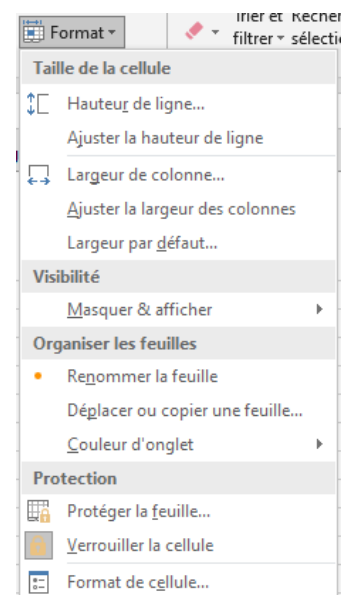 Trier et Recher
Format
filtrer sélecti
Taille de la cellule
Hauteur de ligne...
Ajuster la hauteur de ligne
Largeur de colonne...
Ajuster la largeur des colonnes
Largeur par défaut...
Visibilité
Masquer & afficher
Organiser les feuilles
Renommer la feuille
Déplacer ou copier une feuille...
Couleur d'onglet
Protection
Protéger la feuille...
Verrouiller la cellule
Format de cellule...